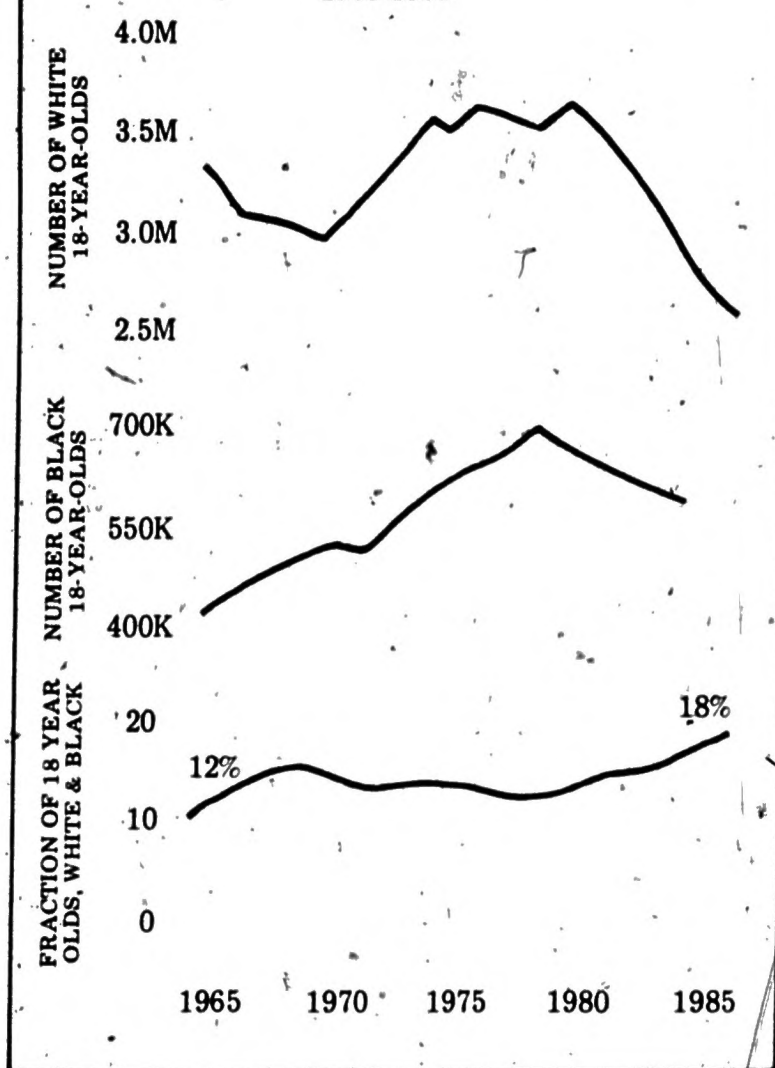 4.0M
NUMBER OF WHITE
18-YEAR-OLDS
3.5M
3.0M
2.5M
700K
NUMBER OF BLACK
18-YEAR-OLDS
550K
400K
FRACTION OF 18 YEAR
OLDS, WHITE & BLACK
20
18%
12%
10
0
1965 1970 1975 1980 1985